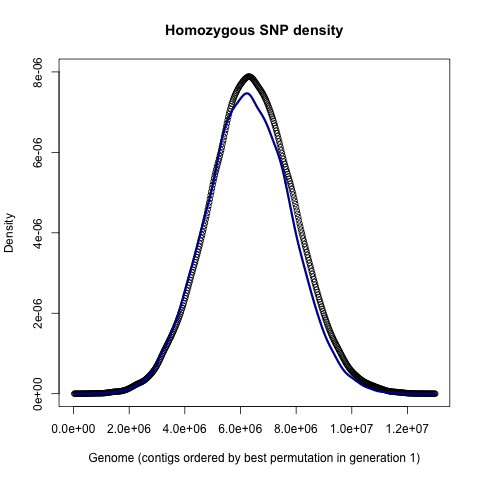 Homozygous SNP density
Density
8e-06
6e-06
4e-06
2e-06
0e+00
0.0e+00 2.0e+06 4.0e+06 6.0e+06 8.0e+06 1.0e+07 1.2e+07
Genome (contigs ordered by best permutation in generation 1)